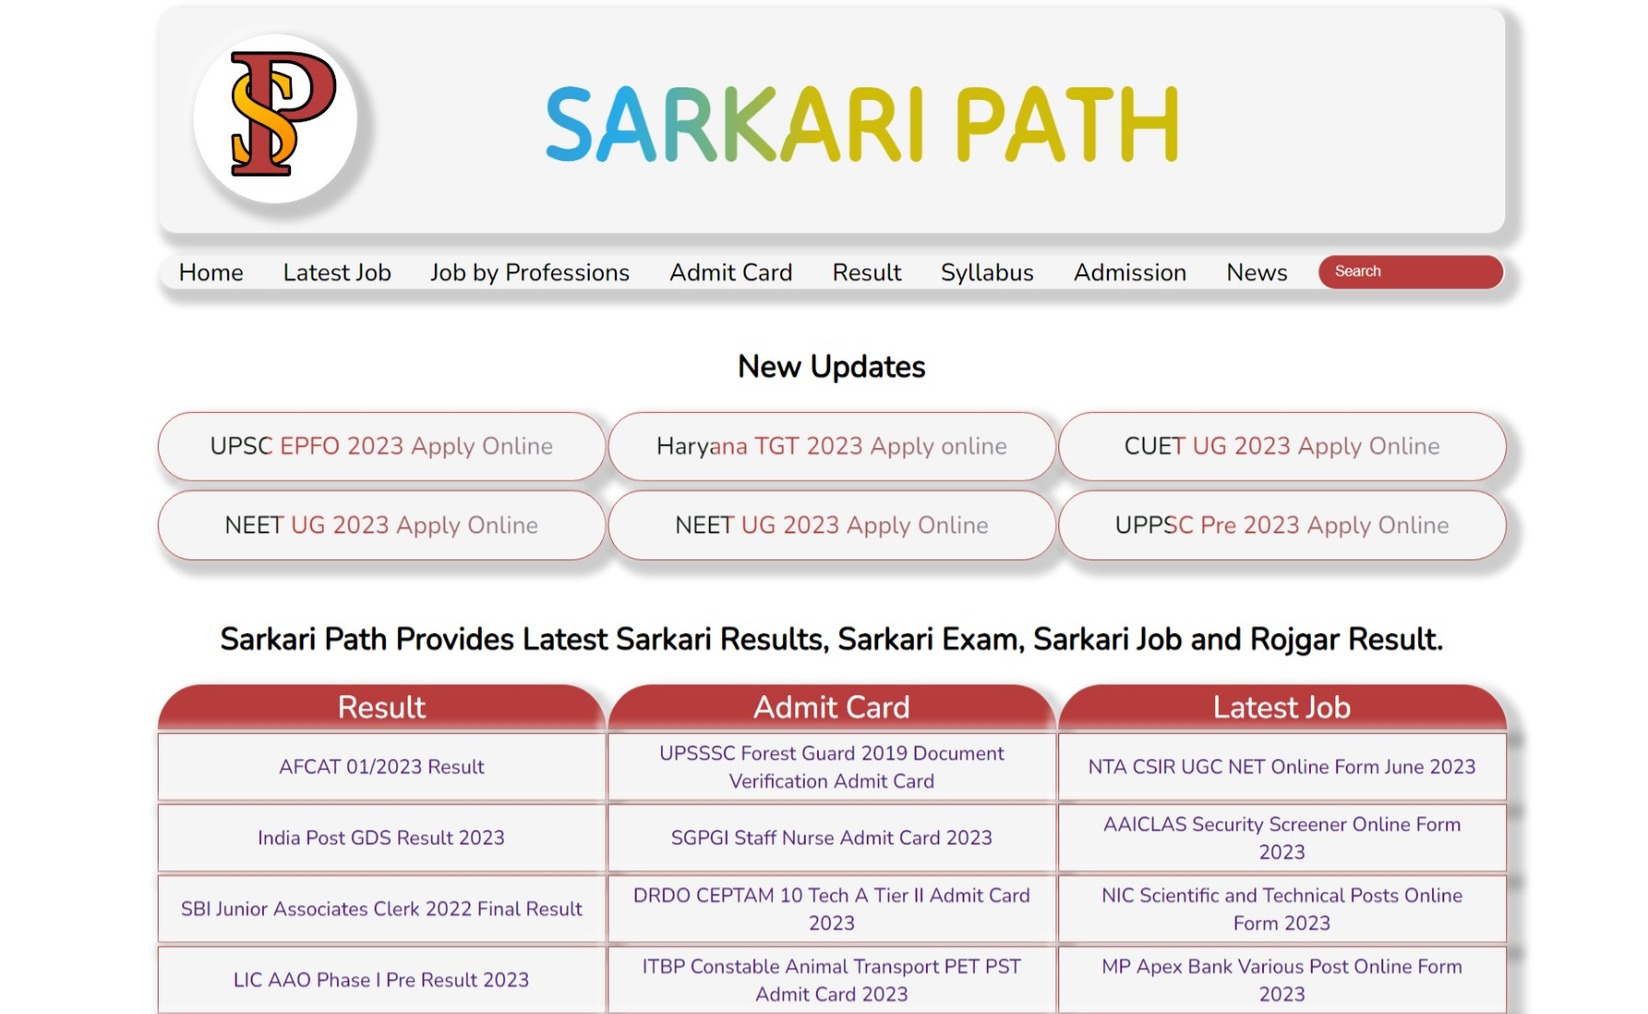 SP
SARKARI PATH
Home Latest Job Job by Professions Admit Card Result Syllabus Admission News Search
New Updates
UPSC EPFO 2023 Apply Online
Haryana TGT 2023 Apply online
CUET UG 2023 Apply Online
NEET UG 2023 Apply Online
NEET UG 2023 Apply Online
UPPSC Pre 2023 Apply Online
Sarkari Path Provides Latest Sarkari Results, Sarkari Exam, Sarkari Job and Rojgar Result.
Result
AFCAT 01/2023 Result
India Post GDS Result 2023
SBI Junior Associates Clerk 2022 Final Result
LIC AAO Phase I Pre Result 2023
Admit Card
UPSSSC Forest Guard 2019 Document
Verification Admit Card
SGPGI Staff Nurse Admit Card 2023
DRDO CEPTAM 10 Tech A Tier II Admit Card
2023
ITBP Constable Animal Transport PET PST
Admit Card 2023
Latest Job
NTA CSIR UGC NET Online Form June 2023
AAICLAS Security Screener Online Form
2023
NIC Scientific and Technical Posts Online
Form 2023
MP Apex Bank Various Post Online Form
2023